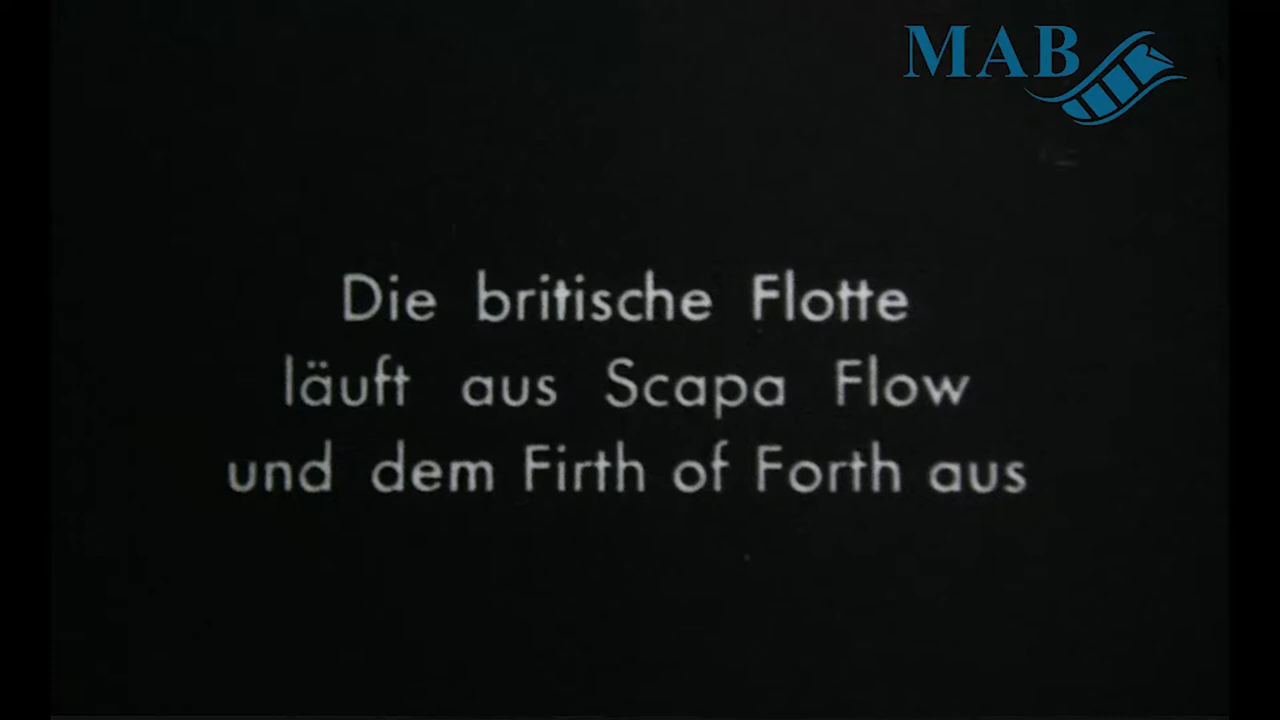 MAB
Die britische Flotte
läuft aus Scapa Flow
und dem Firth of Forth aus